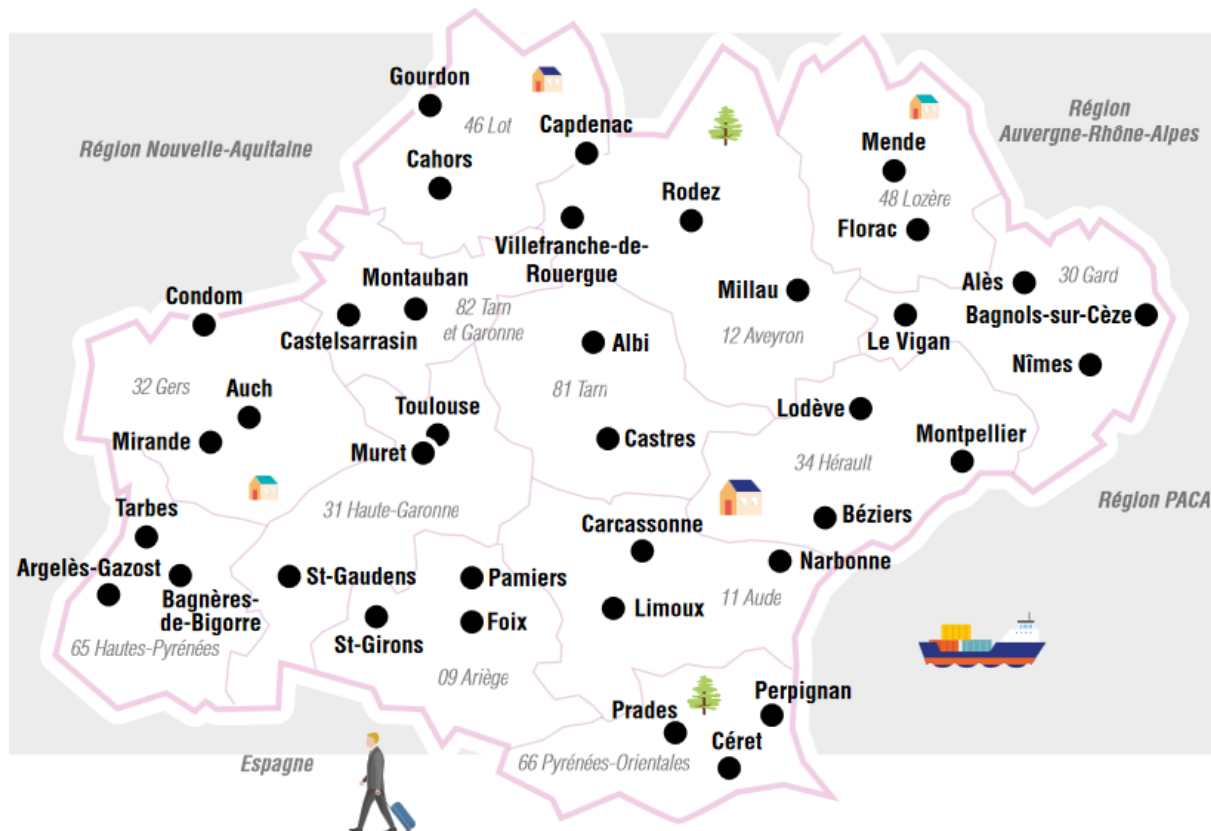 Gourdon
46 Lot
Région
Auvergne-Rhône-Alpes
Région Nouvelle-Aquitaine
Capdenac
Mende
Cahors
Rodez
48 Lozère
Florac
Villefranche-de-
Rouergue
Montauban
Condom
Millau
Alès
30 Gard
82 Tarn
et Garonne
Bagnols-sur-Cèze
Castelsarrasin
Albi
12 Aveyron
Le Vigan
Nîmes
32 Gers
Auch
81 Tarn
Toulouse
Lodève
Mirande
Muret
Castres
Montpellier
34 Hérault
Région PACA
31 Haute-Garonne
Tarbes
Carcassonne
Béziers
Narbonne
Argelès-Gazost
St-Gaudens
Pamiers
Bagnères-
de-Bigorre
11 Aude
Limoux
Foix
St-Girons
65 Hautes-Pyrénées
09 Ariège
Perpignan
Prades
Céret
Espagne
66 Pyrénées-Orientales